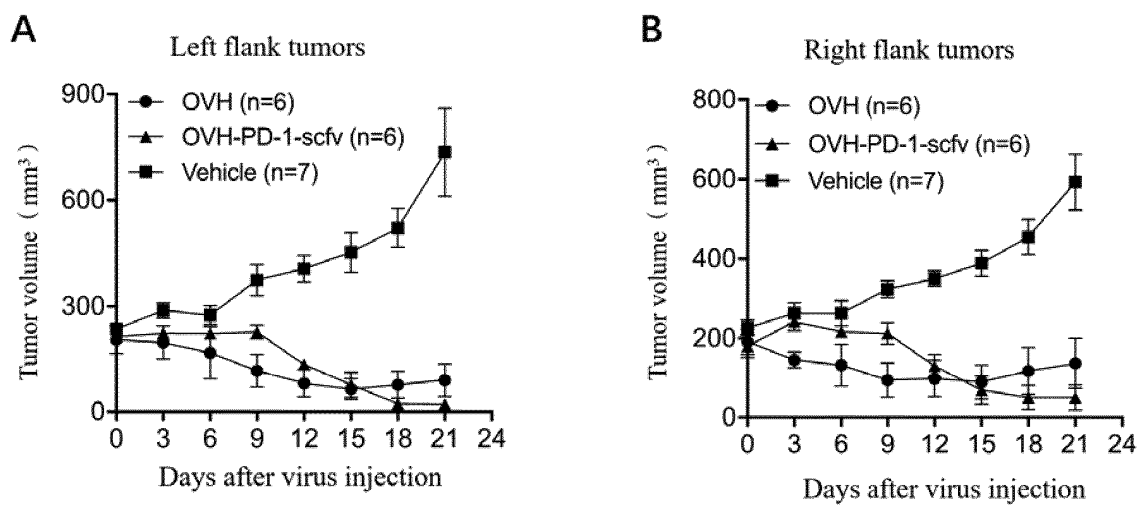 A
Left flank tumors
900
600
300
0
OVH (n=6)
OVH-PD-1-scfv (n=6)
Vehicle (n=7)
Tumor volume ( mm³ )
0 3 6 9 12 15 18 21 24
Days after virus injection
B
Right flank tumors
800
600
400
200
0
OVH (n=6)
OVH-PD-1-scfv (n=6)
Vehicle (n=7)
Tumor volume ( mm³ )
0 3 6 9 12 15 18 21 24
Days after virus injection